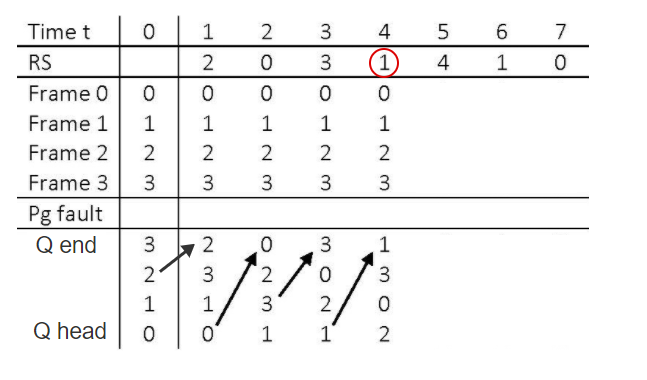 Time t 0 1 2 3 4 5 6 7
RS 2 0 3 1 4 1 0
Frame 0 0 0 0 0 0
Frame 1 1 1 1 1 1
Frame 2 2 2 2 2 2
Frame 3 3 3 3 3 3
Pg fault
Q end 3 2 0 3 1
2 3 2 0 3
1 1 3 2 0
Q head 0 0 1 1 2